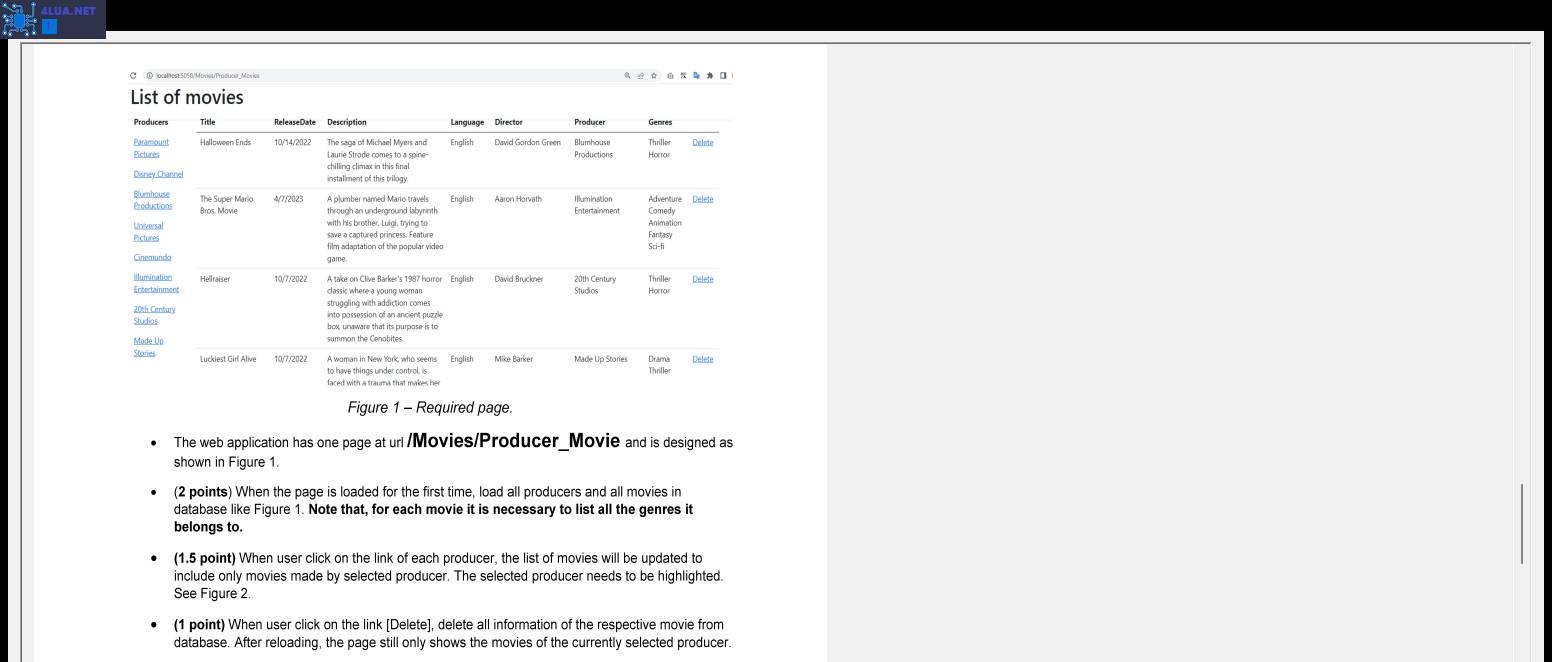 4LUA.NET
localhost:5058/Movies/Producer_Movies
List of movies
Producers Title ReleaseDate Description Language Director Producer Genres
Paramount
Pictures
Disney Channel
Blumhouse
Productions
Universal
Pictures
Cinemundo
Illumination
Entertainment
20th Century
Studios
Made Up
Stories
Halloween Ends 10/14/2022 The saga of Michael Myers and English David Gordon Green Blumhouse Thriller Delete
Laurie Strode comes to a spine- Productions Horror
chilling climax in this final
installment of this trilogy.
The Super Mario 4/7/2023 A plumber named Mario travels English Aaron Horvath Illumination Adventure Delete
Bros. Movie through an underground labyrinth Entertainment Comedy
with his brother, Luigi, trying to Animation
save a captured princess. Feature Fantasy
film adaptation of the popular video Sci-fi
game.
Hellraiser 10/7/2022 A take on Clive Barker's 1987 horror English David Bruckner 20th Century Thriller Delete
classic where a young woman Studios Horror
struggling with addiction comes
into possession of an ancient puzzle
box, unaware that its purpose is to
summon the Cenobites.
Luckiest Girl Alive 10/7/2022 A woman in New York, who seems English Mike Barker Made Up Stories Drama Delete
to have things under control, is Thriller
faced with a trauma that makes her
Figure 1 – Required page.
• The web application has one page at url /Movies/Producer_Movie and is designed as
shown in Figure 1.
• (2 points) When the page is loaded for the first time, load all producers and all movies in
database like Figure 1. Note that, for each movie it is necessary to list all the genres it
belongs to.
• (1.5 point) When user click on the link of each producer, the list of movies will be updated to
include only movies made by selected producer. The selected producer needs to be highlighted.
See Figure 2.
• (1 point) When user click on the link [Delete], delete all information of the respective movie from
database. After reloading, the page still only shows the movies of the currently selected producer.